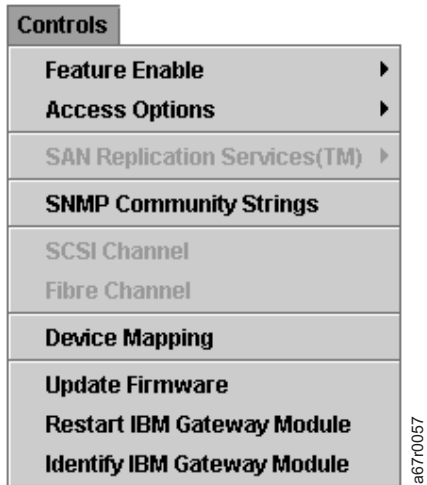 Controls
Feature Enable
Access Options
SAN Replication Services(TM)
SNMP Community Strings
SCSI Channel
Fibre Channel
Device Mapping
Update Firmware
Restart IBM Gateway Module
Identify IBM Gateway Module
a67r0057